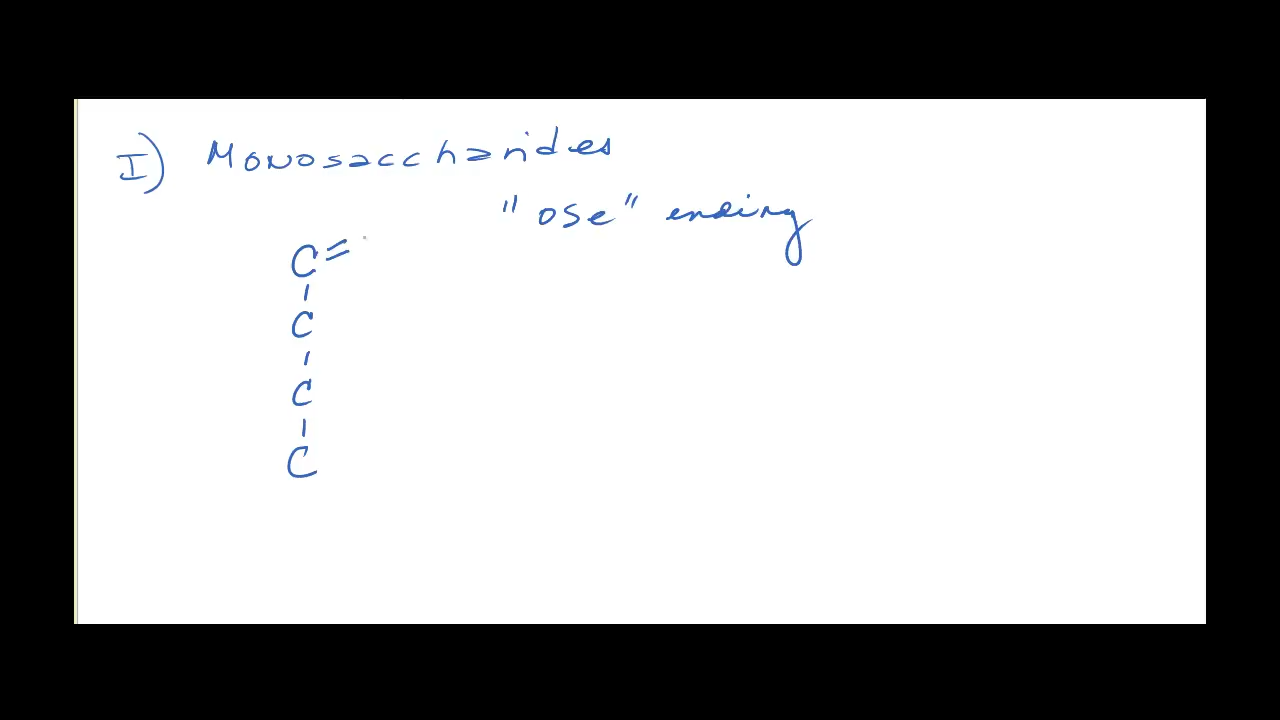 I) Monosaccharides
"ose" ending
C=
C
C
C